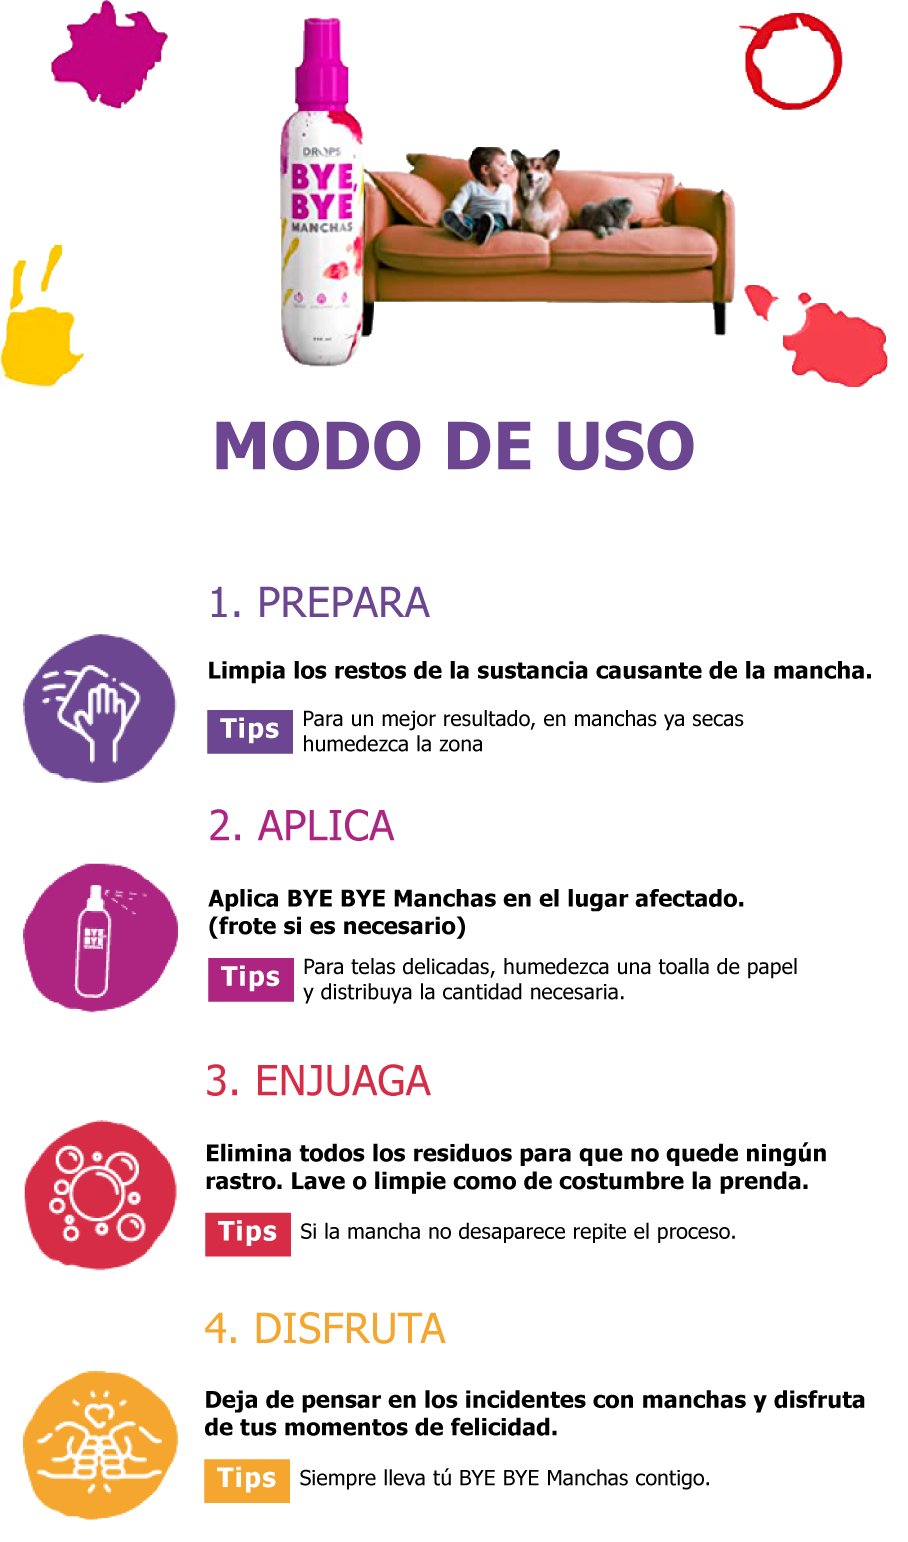 DROPS
BYE
BYE
MANCHAS
MODO DE USO
1. PREPARA
Limpia los restos de la sustancia causante de la mancha.
Tips
Para un mejor resultado, en manchas ya secas
humedezca la zona
2. APLICA
BYE
BYE
Aplica BYE BYE Manchas en el lugar afectado.
(frote si es necesario)
Tips
Para telas delicadas, humedezca una toalla de papel
y distribuya la cantidad necesaria.
3. ENJUAGA
Elimina todos los residuos para que no quede ningún
rastro. Lave o limpie como de costumbre la prenda.
Tips
Si la mancha no desaparece repite el proceso.
4. DISFRUTA
Deja de pensar en los incidentes con manchas y disfruta
de tus momentos de felicidad.
Tips
Siempre lleva tú BYE BYE Manchas contigo.